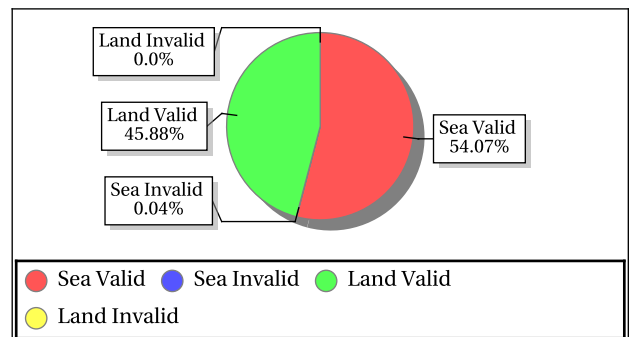 Land Invalid
0.0%
Land Valid
45.88%
Sea Valid
54.07%
Sea Invalid
0.04%
Sea Valid Sea Invalid Land Valid
Land Invalid